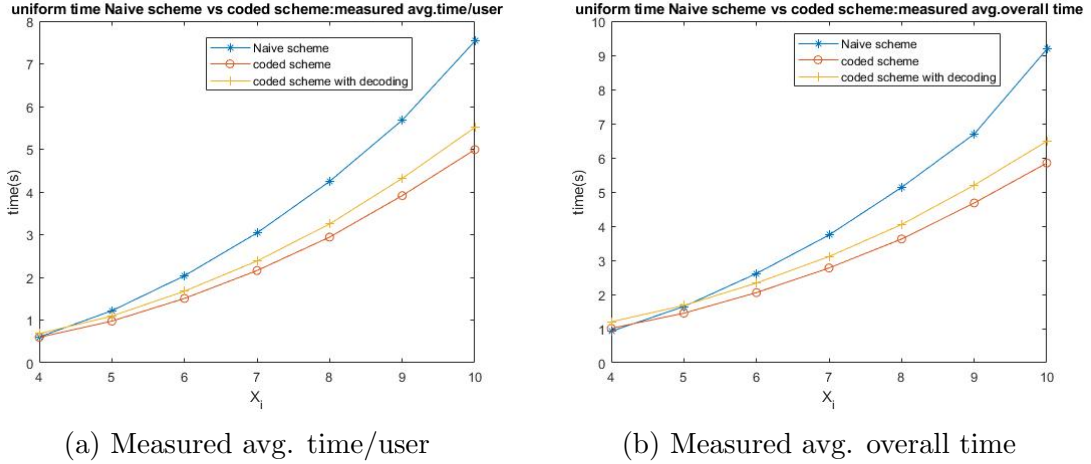 uniform time Naive scheme vs coded scheme:measured avg.time/user
8
7
6
5
4
3
2
1
0
time(s)
Naive scheme
coded scheme
coded scheme with decoding
4 5 6 7 8 9 10
X_i
(a) Measured avg. time/user
uniform time Naive scheme vs coded scheme:measured avg.overall time
10
9
8
7
6
5
4
3
2
1
0
time(s)
Naive scheme
coded scheme
coded scheme with decoding
4 5 6 7 8 9 10
X_i
(b) Measured avg. overall time